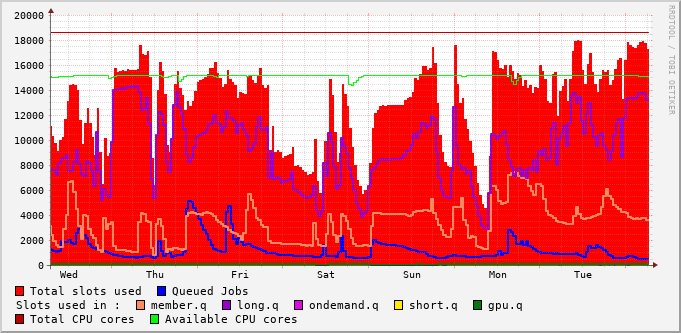 20000
18000
16000
14000
12000
10000
8000
6000
4000
2000
0
Wed Thu Fri Sat Sun Mon Tue
RRDTOOL / TOBI OETIKER
Total slots used Queued Jobs
Slots used in : member.q long.q ondemand.q short.q gpu.q
Total CPU cores
Available CPU cores